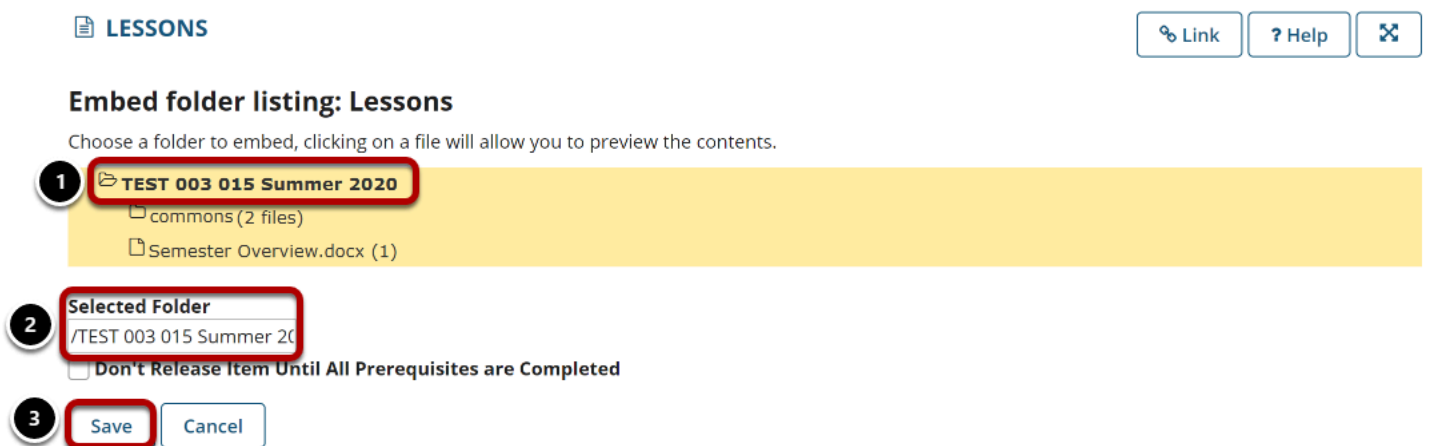 LESSONS
Link
? Help
Embed folder listing: Lessons
Choose a folder to embed, clicking on a file will allow you to preview the contents.
1
TEST 003 015 Summer 2020
commons (2 files)
Semester Overview.docx (1)
Selected Folder
2
/TEST 003 015 Summer 20
Don't Release Item Until All Prerequisites are Completed
3
Save
Cancel